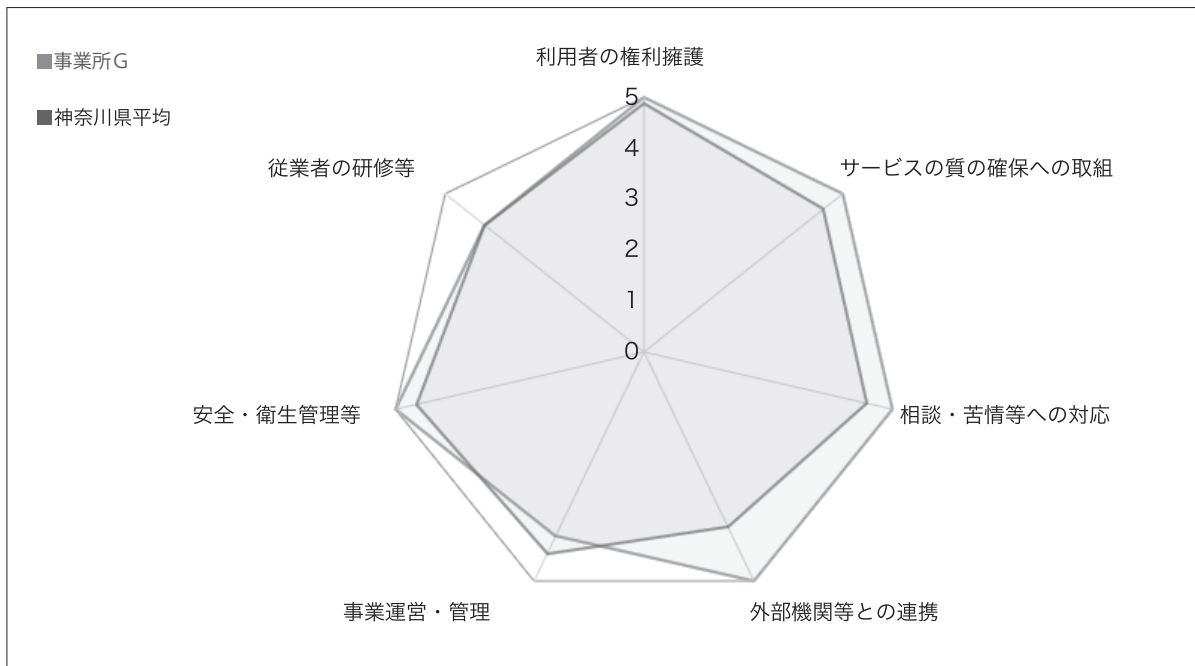 ■事業所G
■神奈川県平均
利用者の権利擁護
サービスの質の確保への取組
相談・苦情等への対応
外部機関等との連携
事業運営・管理
安全・衛生管理等
従業者の研修等
5
4
3
2
1
0